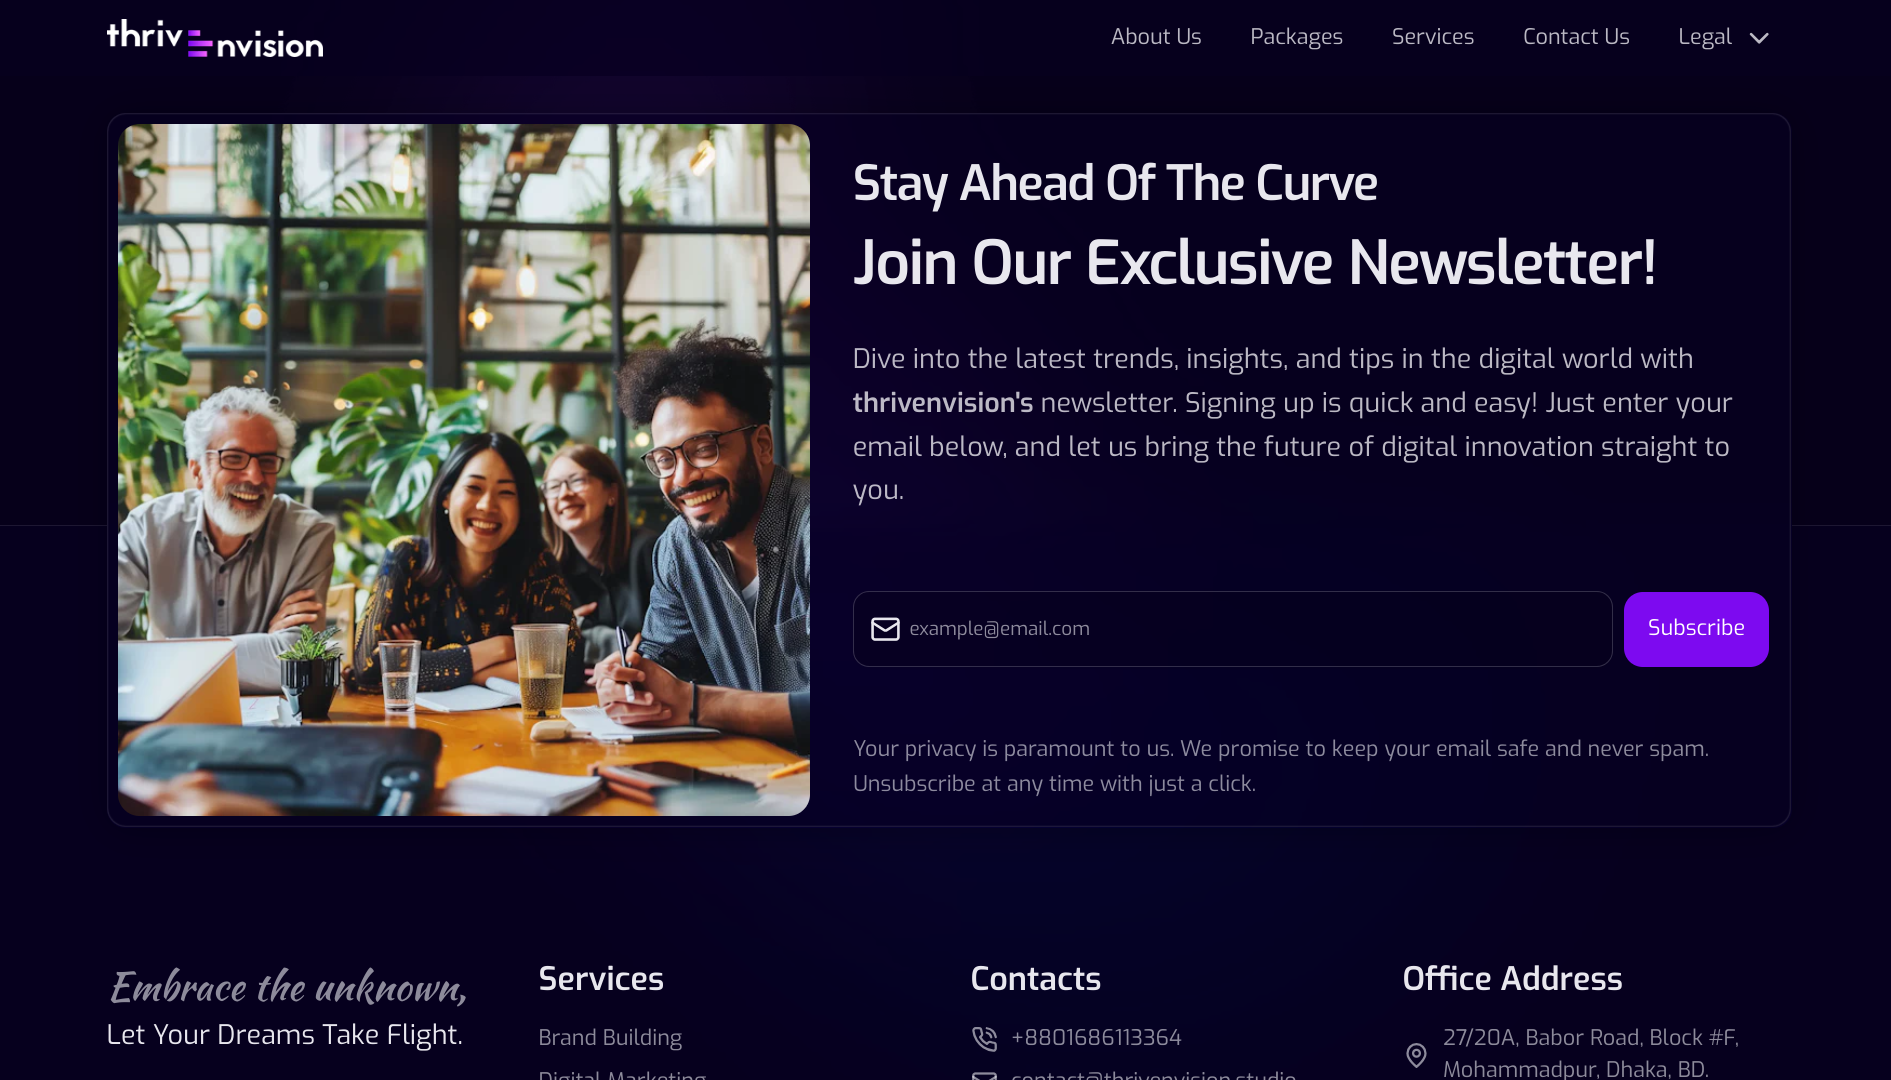 thrivEnvision
About Us
Packages
Services
Contact Us
Legal
Stay Ahead Of The Curve
Join Our Exclusive Newsletter!
Dive into the latest trends, insights, and tips in the digital world with
thrivenvision's newsletter. Signing up is quick and easy! Just enter your
email below, and let us bring the future of digital innovation straight to
you.
example@email.com
Subscribe
Your privacy is paramount to us. We promise to keep your email safe and never spam.
Unsubscribe at any time with just a click.
Embrace the unknown,
Let Your Dreams Take Flight.
Services
Brand Building
Digital Marketing
Contacts
+8801686113364
contact@thrivenvision.studio
Office Address
27/20A, Babor Road, Block #F,
Mohammadpur, Dhaka, BD.